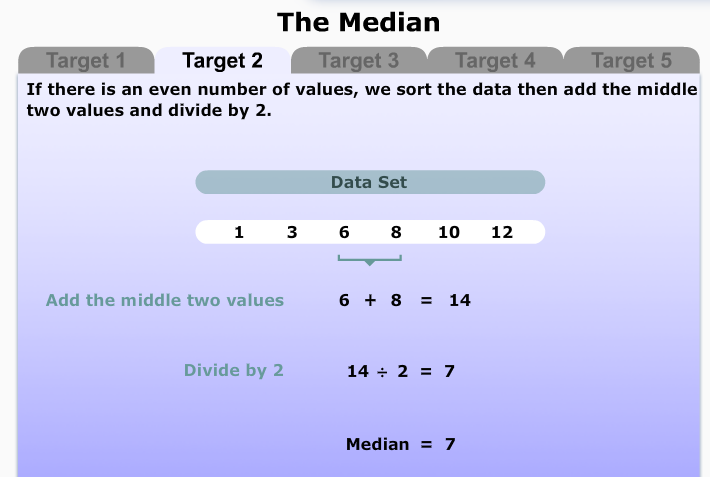 The Median
Target 1 Target 2 Target 3 Target 4 Target 5
If there is an even number of values, we sort the data then add the middle
two values and divide by 2.
Data Set
1 3 6 8 10 12
Add the middle two values 6 + 8 = 14
Divide by 2 14 ÷ 2 = 7
Median = 7